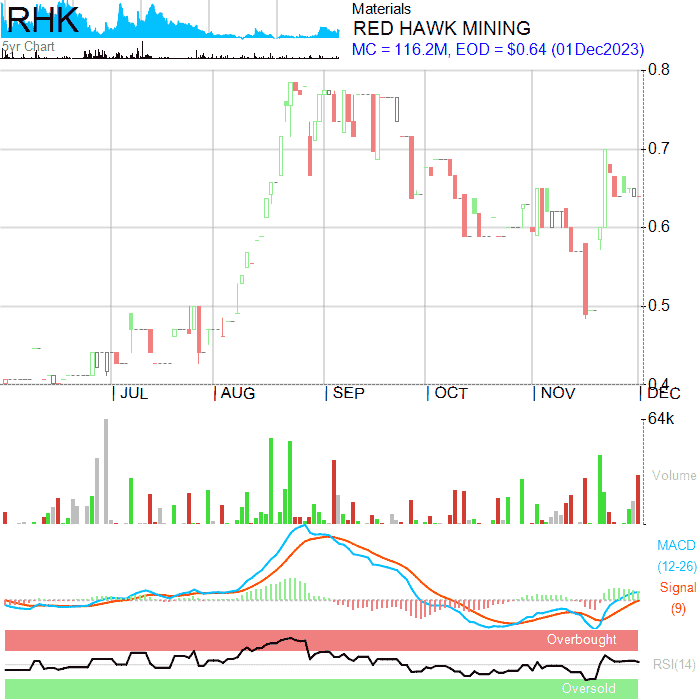 RHK
5yr Chart
Materials
RED HAWK MINING
MC = 116.2M, EOD = $0.64 (01Dec2023)
0.8
0.7
0.6
0.5
0.4
JUL AUG SEP OCT NOV DEC
64k
Volume
MACD
(12-26)
Signal
(9)
Overbought
RSI(14)
Oversold